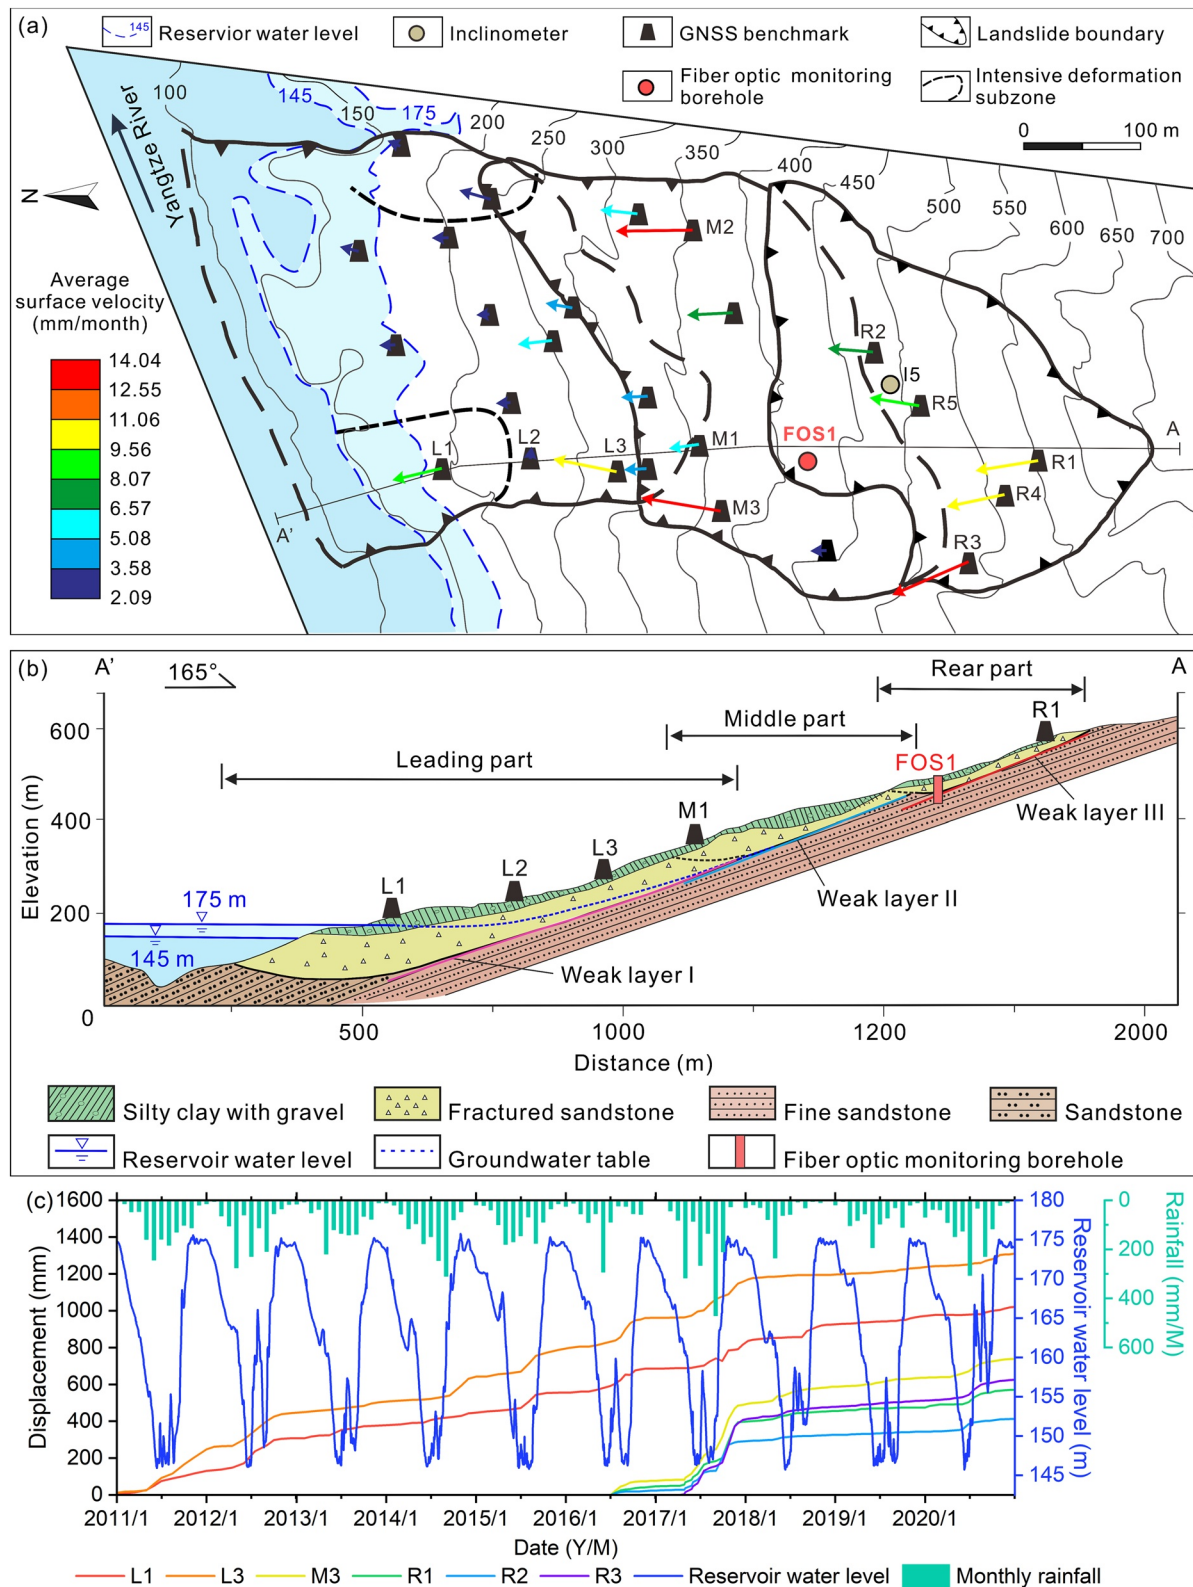 (a)
145
Reservior water level
Inclinometer
GNSS benchmark
Landslide boundary
Fiber optic monitoring
borehole
Intensive deformation
subzone
0 100 m
N
Yangtze River
100
145
150
175
200
250
300
350
400
450
500
550
600
650
700
M2
R2
I5
R5
FOS1
A
L1
L2
L3
M1
R1
R4
M3
R3
A'
Average
surface velocity
(mm/month)
14.04
12.55
11.06
9.56
8.07
6.57
5.08
3.58
2.09
(b)
A'
165°
Rear part
A
Middle part
Leading part
R1
FOS1
M1
L3
L2
L1
Weak layer III
Weak layer II
Weak layer I
175 m
145 m
Elevation (m)
600
400
200
0
500
1000
1200
2000
Distance (m)
Silty clay with gravel
Fractured sandstone
Fine sandstone
Sandstone
Reservoir water level
Groundwater table
Fiber optic monitoring borehole
(c)
Displacement (mm)
1600
1400
1200
1000
800
600
400
200
0
180
175
170
165
160
155
150
145
Reservoir water level (m)
0
200
400
600
Rainfall (mm/M)
2011/1 2012/1 2013/1 2014/1 2015/1 2016/1 2017/1 2018/1 2019/1 2020/1
Date (Y/M)
L1 L3 M3 R1 R2 R3 Reservoir water level Monthly rainfall